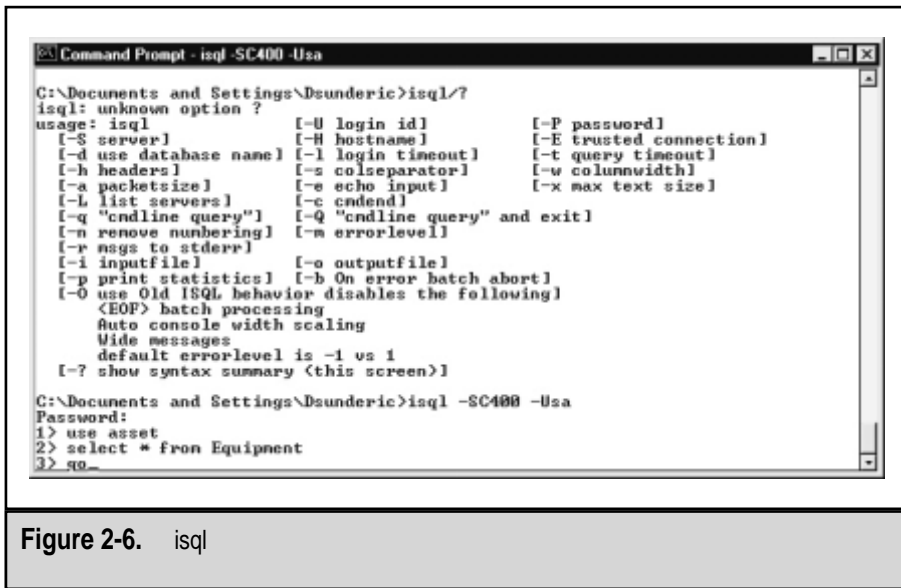 Command Prompt - isql -SC400 -Usa
C:\Documents and Settings\Dsunderic>isql/?
isql: unknown option ?
usage: isql [-U login id] [-P password]
[-S server] [-H hostname] [-E trusted connection]
[-d use database name] [-l login timeout] [-t query timeout]
[-h headers] [-s colseparator] [-w columnwidth]
[-a packetsize] [-e echo input] [-x max text size]
[-L list servers] [-c cmdend]
[-q "cmdline query"] [-Q "cmdline query" and exit]
[-n remove numbering] [-m errorlevel]
[-r msgs to stderr]
[-i inputfile] [-o outputfile]
[-p print statistics] [-b On error batch abort]
[-O use Old ISQL behavior disables the following]
<EOF> batch processing
Auto console width scaling
Wide messages
default errorlevel is -1 vs 1
[-? show syntax summary (this screen)]
C:\Documents and Settings\Dsunderic>isql -SC400 -Usa
Password:
1> use asset
2> select * from Equipment
3> go_
Figure 2-6. isql